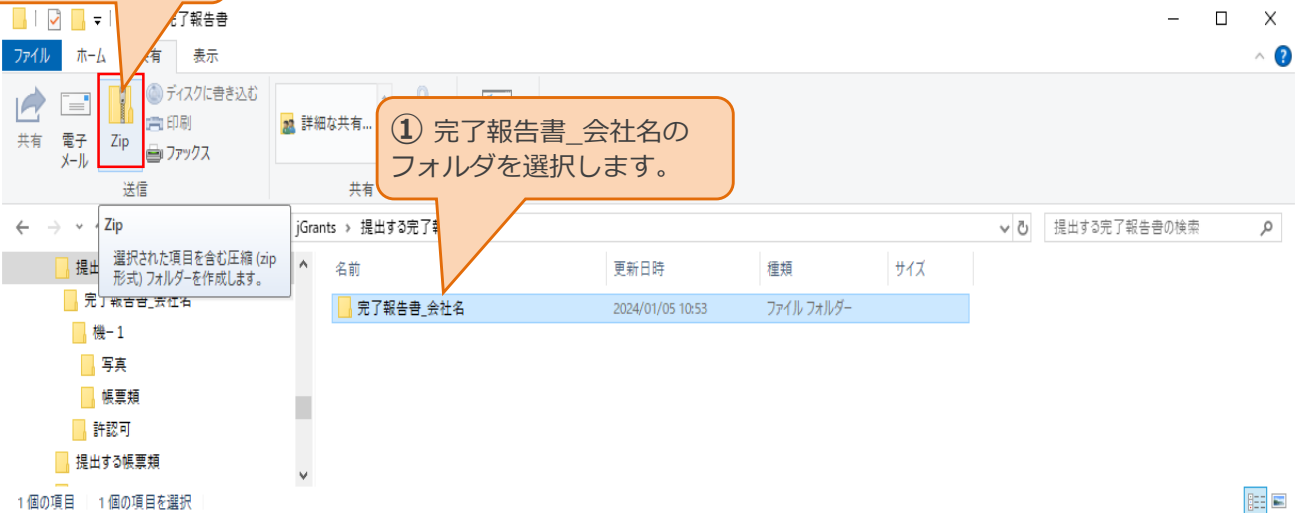 完了報告書
ファイル
ホーム
共有
表示
共有
電子
メール
Zip
ディスクに書き込む
印刷
ファックス
送信
詳細な共有...
共有
① 完了報告書_会社名の
フォルダを選択します。
jGrants › 提出する完了報
提出する完了報告書の検索
Zip
選択された項目を含む圧縮 (zip
形式) フォルダーを作成します。
名前
更新日時
種類
サイズ
完了報告書_会社名
2024/01/05 10:53
ファイル フォルダー
提出
完了報告書_会社名
機−1
写真
帳票類
許認可
提出する帳票類
1 個の項目
1 個の項目を選択